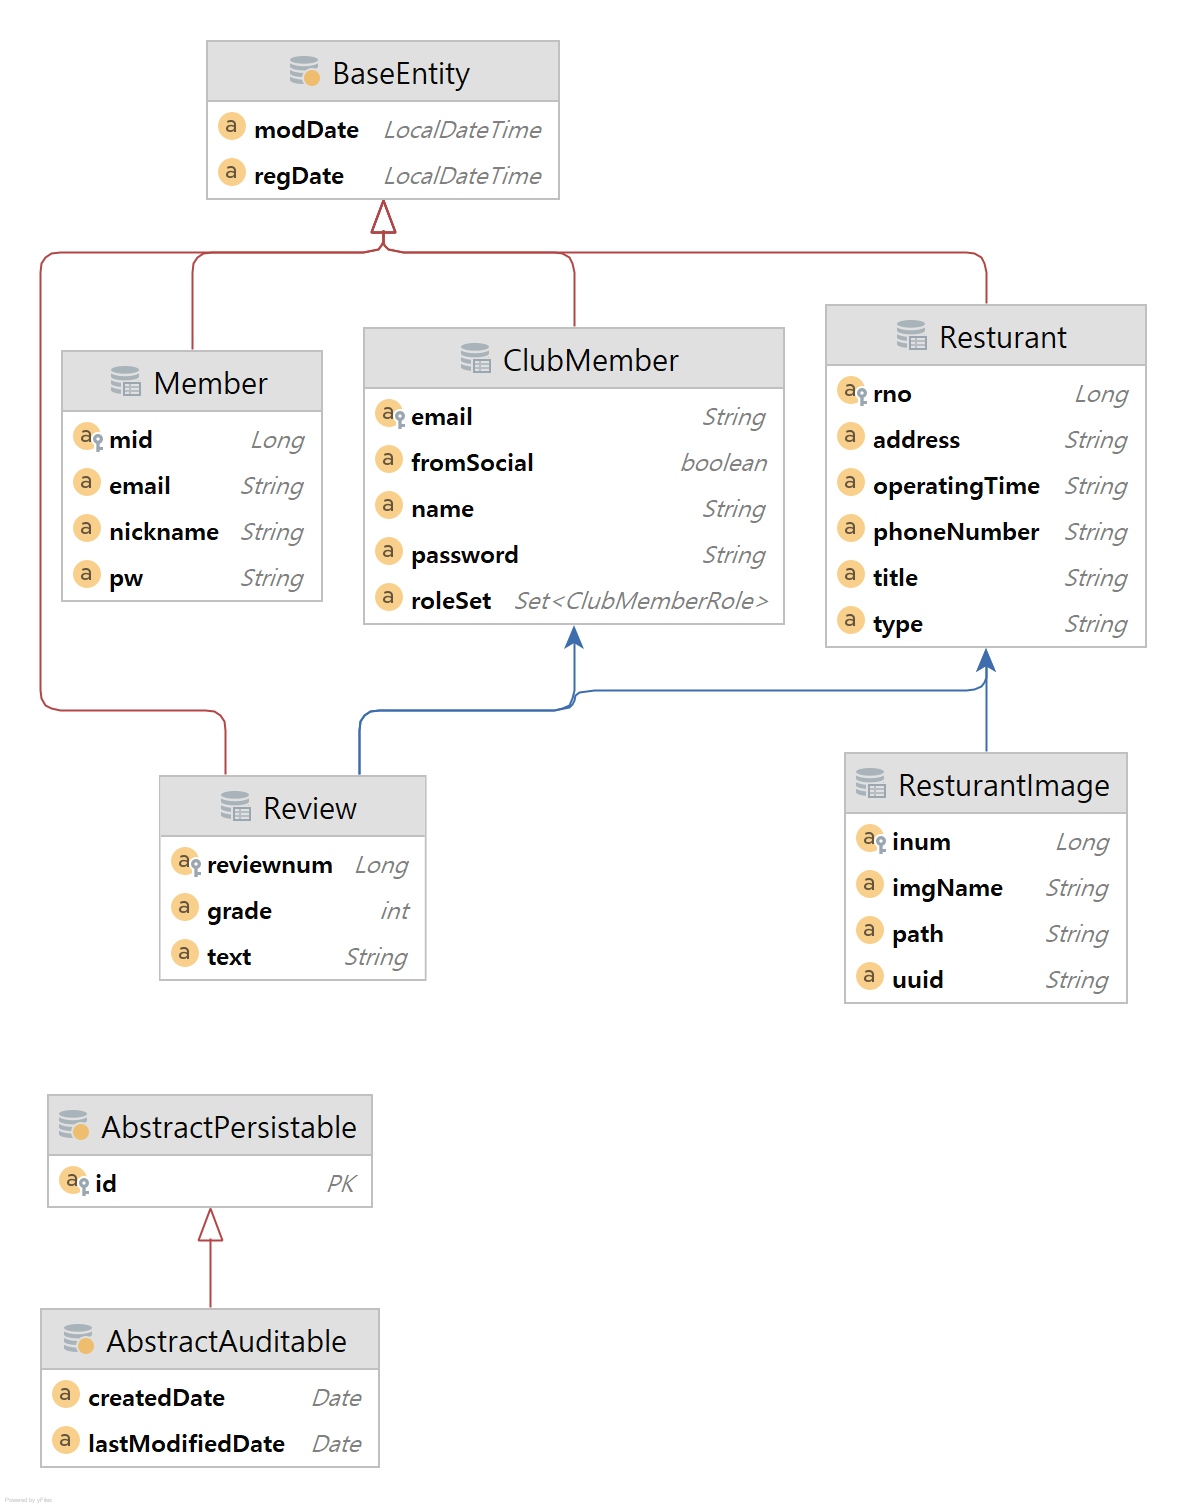 BaseEntity
a modDate LocalDateTime
a regDate LocalDateTime
Member
a mid Long
a email String
a nickname String
a pw String
ClubMember
a email String
a fromSocial boolean
a name String
a password String
a roleSet Set<ClubMemberRole>
Resturant
a rno Long
a address String
a operatingTime String
a phoneNumber String
a title String
a type String
Review
a reviewnum Long
a grade int
a text String
ResturantImage
a inum Long
a imgName String
a path String
a uuid String
AbstractPersistable
a id PK
AbstractAuditable
a createdDate Date
a lastModifiedDate Date
Powered by yFiles